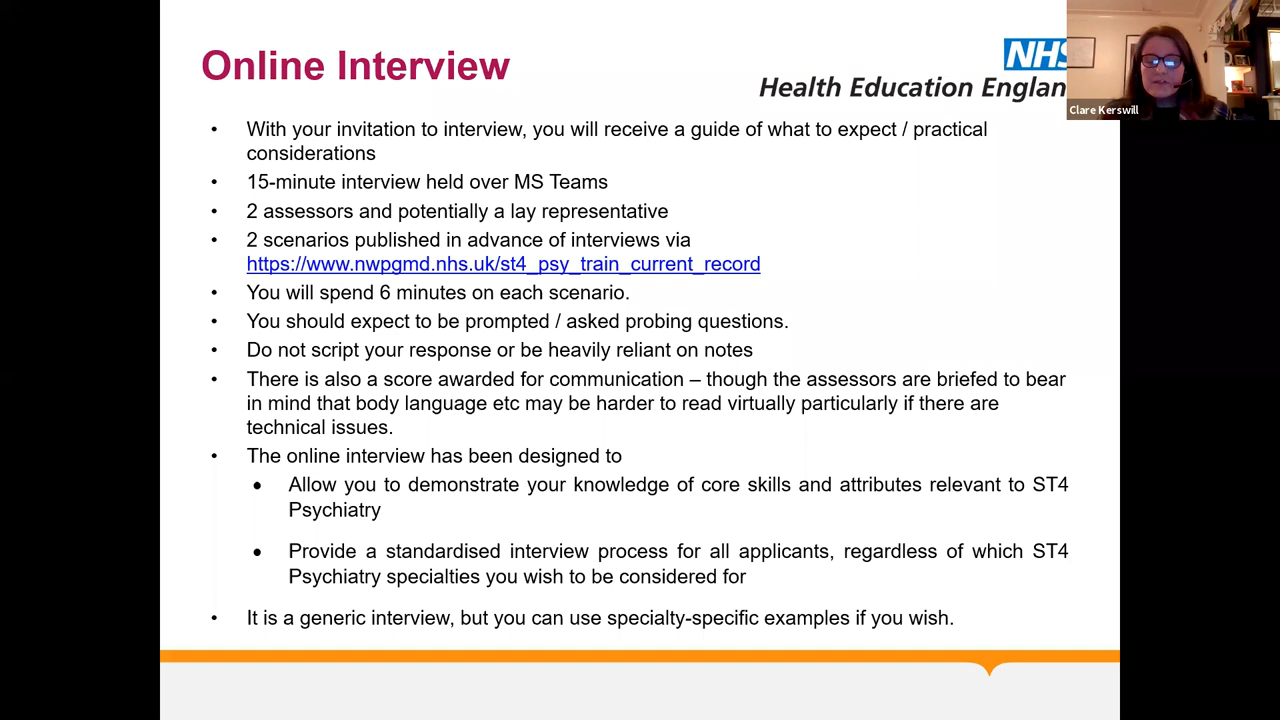 Online Interview
NHS
Health Education Englan
Clare Kerswill
• With your invitation to interview, you will receive a guide of what to expect / practical
considerations
• 15-minute interview held over MS Teams
• 2 assessors and potentially a lay representative
• 2 scenarios published in advance of interviews via
https://www.nwpgmd.nhs.uk/st4_psy_train_current_record
• You will spend 6 minutes on each scenario.
• You should expect to be prompted / asked probing questions.
• Do not script your response or be heavily reliant on notes
• There is also a score awarded for communication – though the assessors are briefed to bear
in mind that body language etc may be harder to read virtually particularly if there are
technical issues.
• The online interview has been designed to
• Allow you to demonstrate your knowledge of core skills and attributes relevant to ST4
Psychiatry
• Provide a standardised interview process for all applicants, regardless of which ST4
Psychiatry specialties you wish to be considered for
• It is a generic interview, but you can use specialty-specific examples if you wish.